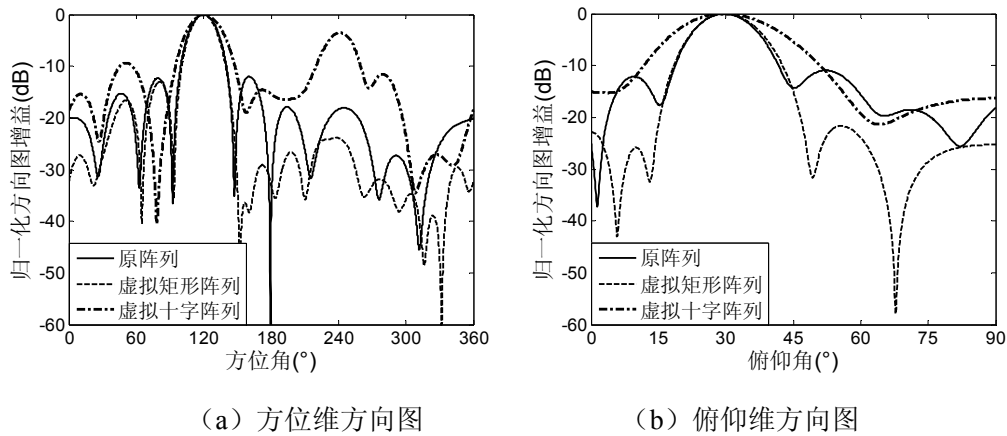 0
-10
-20
-30
-40
-50
-60
归一化方向图增益(dB)
原阵列
虚拟矩形阵列
虚拟十字阵列
0 60 120 180 240 300 360
方位角(°)
(a) 方位维方向图
0
-10
-20
-30
-40
-50
-60
归一化方向图增益(dB)
原阵列
虚拟矩形阵列
虚拟十字阵列
0 15 30 45 60 75 90
俯仰角(°)
(b) 俯仰维方向图